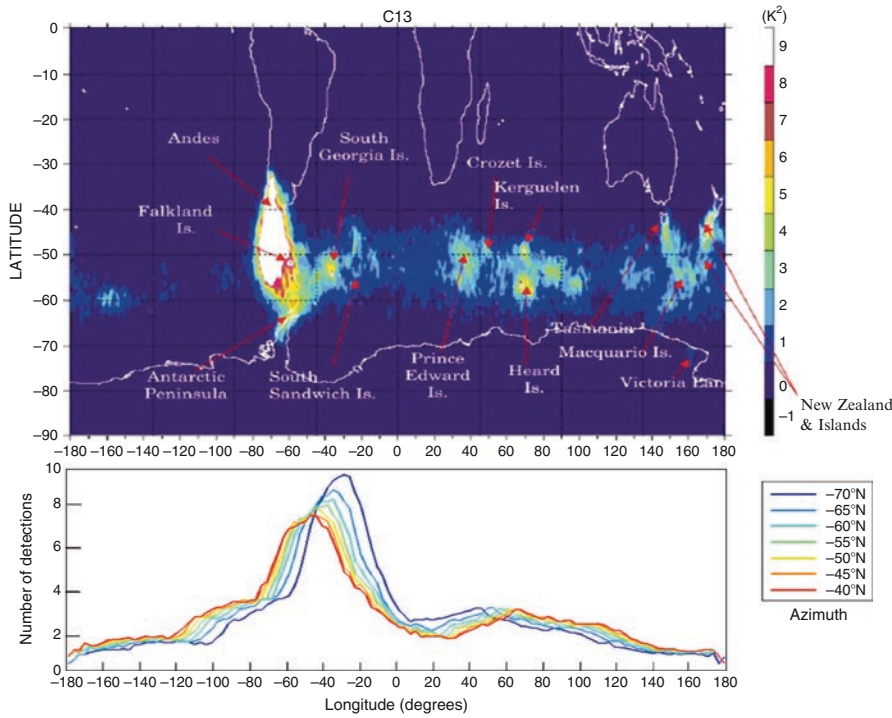 C13
(K²)
0
−10
−20
−30
−40
−50
−60
−70
−80
−90
LATITUDE
Andes
South
Georgia Is.
Crozet Is.
Kerguelen
Is.
Falkland
Is.
Antarctic
Peninsula
South
Sandwich Is.
Prince
Edward
Is.
Heard
Is.
Tasmania I.
Macquario Is.
Victoria Lan
New Zealand
& Islands
9
8
7
6
5
4
3
2
1
0
−1
−180 −160 −140 −120 −100 −80 −60 −40 −20 0 20 40 60 80 100 120 140 160 180
Number of detections
10
8
6
4
2
0
−180 −160 −140 −120 −100 −80 −60 −40 −20 0 20 40 60 80 100 120 140 160 180
Longitude (degrees)
−70°N
−65°N
−60°N
−55°N
−50°N
−45°N
−40°N
Azimuth